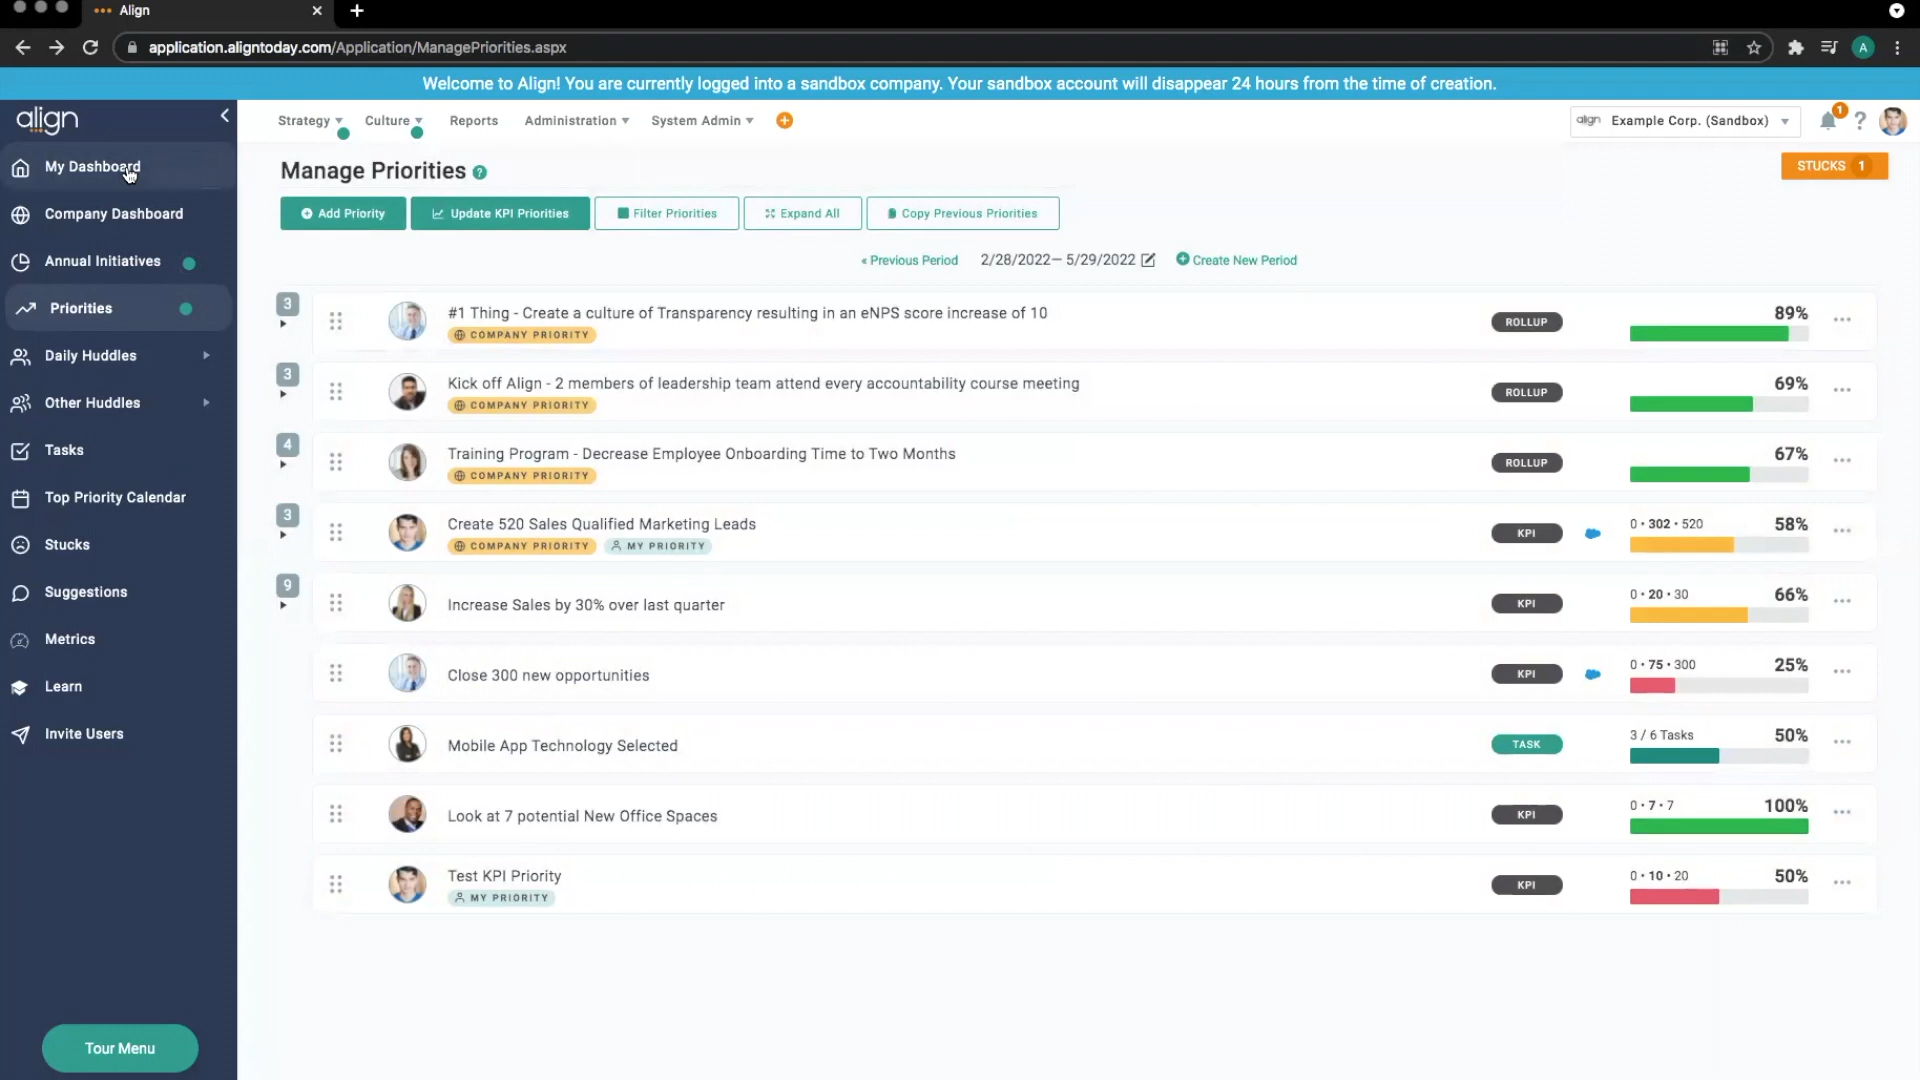 Align
application.aligntoday.com/Application/ManagePriorities.aspx
A
Welcome to Align! You are currently logged into a sandbox company. Your sandbox account will disappear 24 hours from the time of creation.
align
Strategy
Culture
Reports
Administration
System Admin
align Example Corp. (Sandbox)
1
?
My Dashboard
Company Dashboard
Annual Initiatives
Priorities
Daily Huddles
Other Huddles
Tasks
Top Priority Calendar
Stucks
Suggestions
Metrics
Learn
Invite Users
Tour Menu
Manage Priorities ?
STUCKS 1
Add Priority
Update KPI Priorities
Filter Priorities
Expand All
Copy Previous Priorities
« Previous Period
2/28/2022— 5/29/2022
Create New Period
3
#1 Thing - Create a culture of Transparency resulting in an eNPS score increase of 10
COMPANY PRIORITY
ROLLUP
89%
3
Kick off Align - 2 members of leadership team attend every accountability course meeting
COMPANY PRIORITY
ROLLUP
69%
4
Training Program - Decrease Employee Onboarding Time to Two Months
COMPANY PRIORITY
ROLLUP
67%
3
Create 520 Sales Qualified Marketing Leads
COMPANY PRIORITY MY PRIORITY
KPI
0 • 302 • 520 58%
9
Increase Sales by 30% over last quarter
KPI
0 • 20 • 30 66%
Close 300 new opportunities
KPI
0 • 75 • 300 25%
Mobile App Technology Selected
TASK
3 / 6 Tasks 50%
Look at 7 potential New Office Spaces
KPI
0 • 7 • 7 100%
Test KPI Priority
MY PRIORITY
KPI
0 • 10 • 20 50%